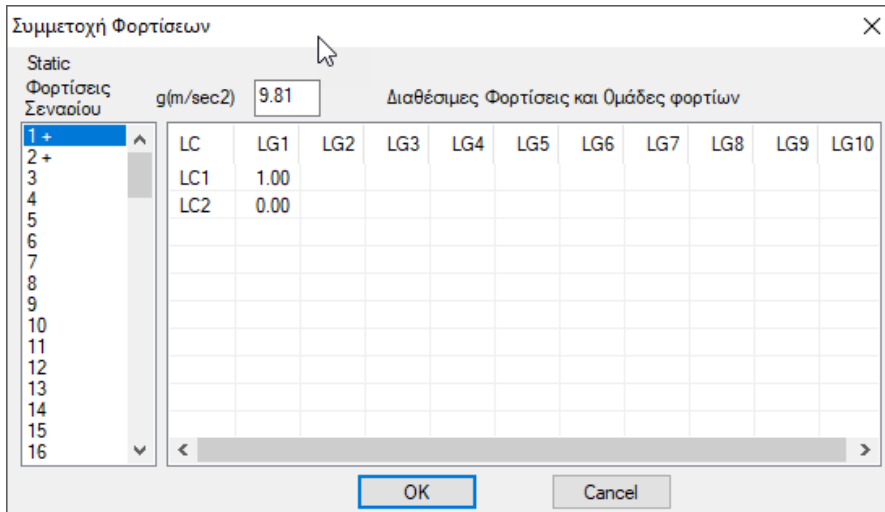 Συμμετοχή Φορτίσεων
Static
Φορτίσεις
Σεναρίου
g(m/sec2) 9.81 Διαθέσιμες Φορτίσεις και Ομάδες φορτίων
1 +
2 +
3
4
5
6
7
8
9
10
11
12
13
14
15
16
LC LG1 LG2 LG3 LG4 LG5 LG6 LG7 LG8 LG9 LG10
LC1 1.00
LC2 0.00
OK Cancel